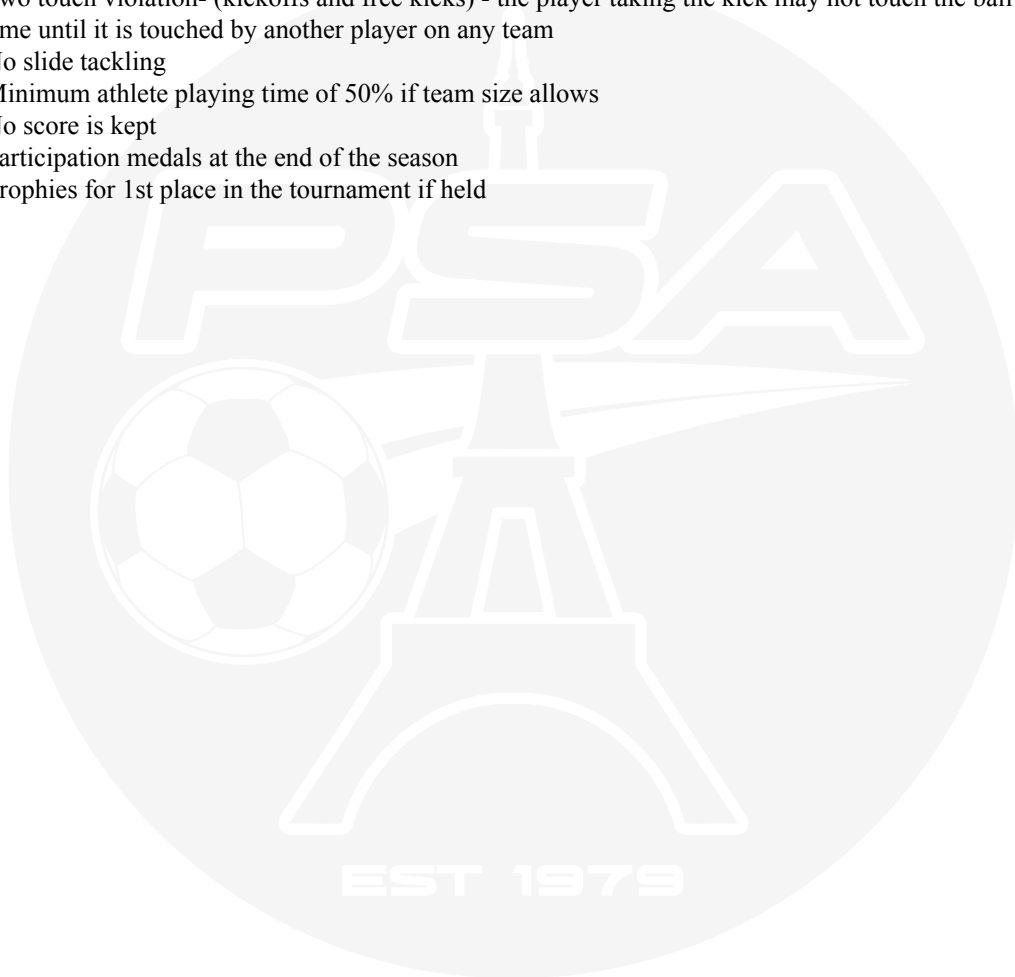 wo touch violation- (kickoffs and free kicks) - the player taking the kick may not touch the ball
me until it is touched by another player on any team
o slide tackling
inimum athlete playing time of 50% if team size allows
o score is kept
articipation medals at the end of the season
rophies for 1st place in the tournament if held
PSA
EST 1979